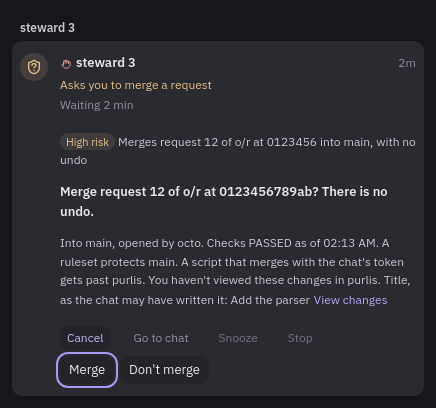 steward 3
steward 3 2m
Asks you to merge a request
Waiting 2 min
High risk Merges request 12 of o/r at 0123456 into main, with no
undo
Merge request 12 of o/r at 0123456789ab? There is no
undo.
Into main, opened by octo. Checks PASSED as of 02:13 AM. A
ruleset protects main. A script that merges with the chat's token
gets past purlis. You haven't viewed these changes in purlis. Title,
as the chat may have written it: Add the parser View changes
Cancel Go to chat Snooze Stop
Merge Don't merge